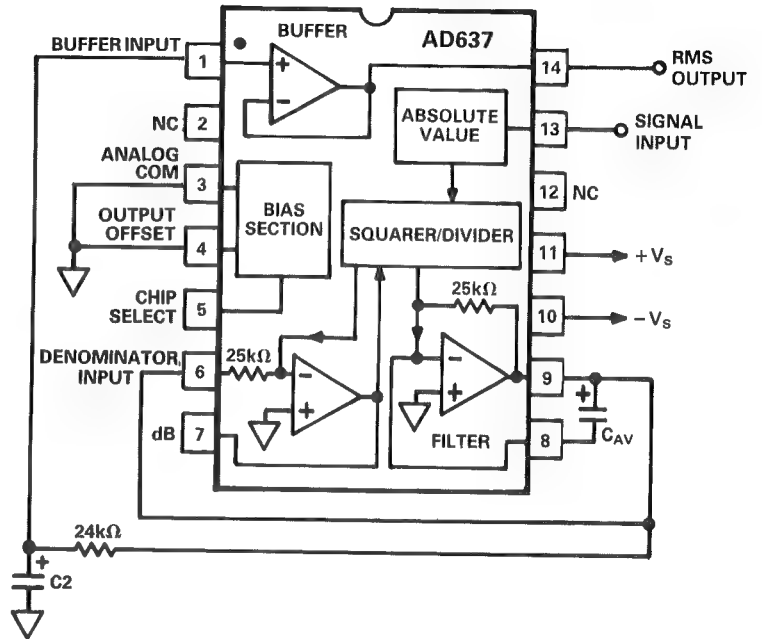 BUFFER
AD637
BUFFER INPUT
1
14
RMS
OUTPUT
NC
2
ABSOLUTE
VALUE
13
SIGNAL
INPUT
ANALOG
COM
3
BIAS
SECTION
12
NC
OUTPUT
OFFSET
4
SQUARER/DIVIDER
11
+VS
CHIP
SELECT
5
25kΩ
10
−VS
DENOMINATOR
INPUT
6
25kΩ
−
+
−
+
9
+
dB
7
FILTER
8
CAV
24kΩ
+
C2
+
−